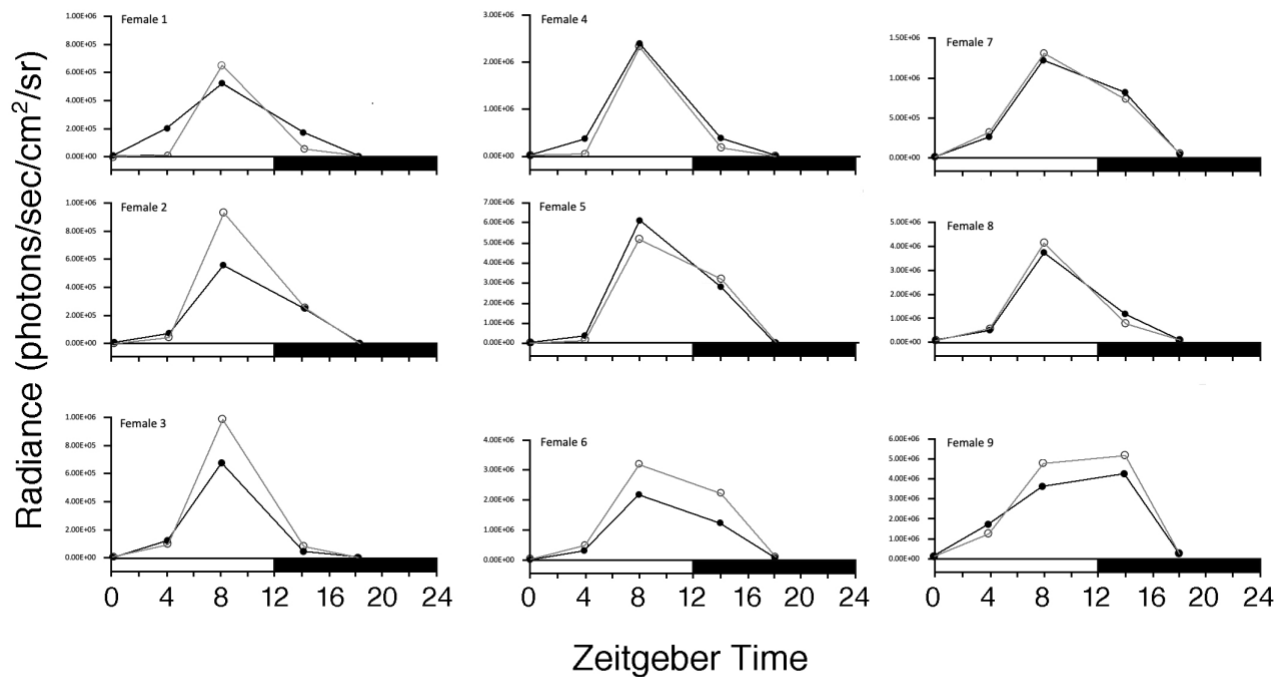 Radiance (photons/sec/cm²/sr)
Female 1
1.00E+06
8.00E+05
6.00E+05
4.00E+05
2.00E+05
0.00E+00
Female 4
3.00E+06
2.00E+06
1.00E+06
0.00E+00
Female 7
1.50E+06
1.00E+06
5.00E+05
0.00E+00
Female 2
1.00E+06
8.00E+05
6.00E+05
4.00E+05
2.00E+05
0.00E+00
Female 5
7.00E+06
6.00E+06
5.00E+06
4.00E+06
3.00E+06
2.00E+06
1.00E+06
0.00E+00
Female 8
5.00E+06
4.00E+06
3.00E+06
2.00E+06
1.00E+06
0.00E+00
Female 3
1.00E+06
8.00E+05
6.00E+05
4.00E+05
2.00E+05
0.00E+00
0 4 8 12 16 20 24
Female 6
4.00E+06
3.00E+06
2.00E+06
1.00E+06
0.00E+00
0 4 8 12 16 20 24
Female 9
6.00E+06
5.00E+06
4.00E+06
3.00E+06
2.00E+06
1.00E+06
0.00E+00
0 4 8 12 16 20 24
Zeitgeber Time